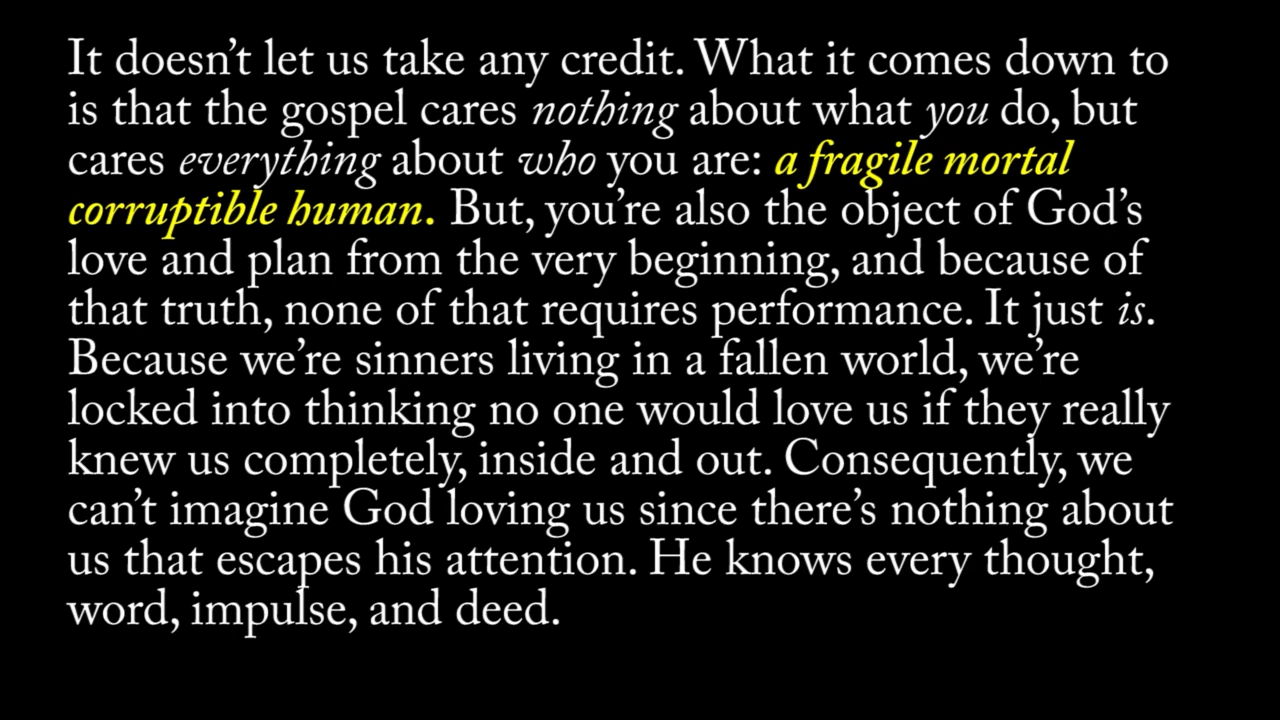 It doesn’t let us take any credit. What it comes down to
is that the gospel cares nothing about what you do, but
cares everything about who you are: a fragile mortal
corruptible human. But, you’re also the object of God’s
love and plan from the very beginning, and because of
that truth, none of that requires performance. It just is.
Because we’re sinners living in a fallen world, we’re
locked into thinking no one would love us if they really
knew us completely, inside and out. Consequently, we
can’t imagine God loving us since there’s nothing about
us that escapes his attention. He knows every thought,
word, impulse, and deed.